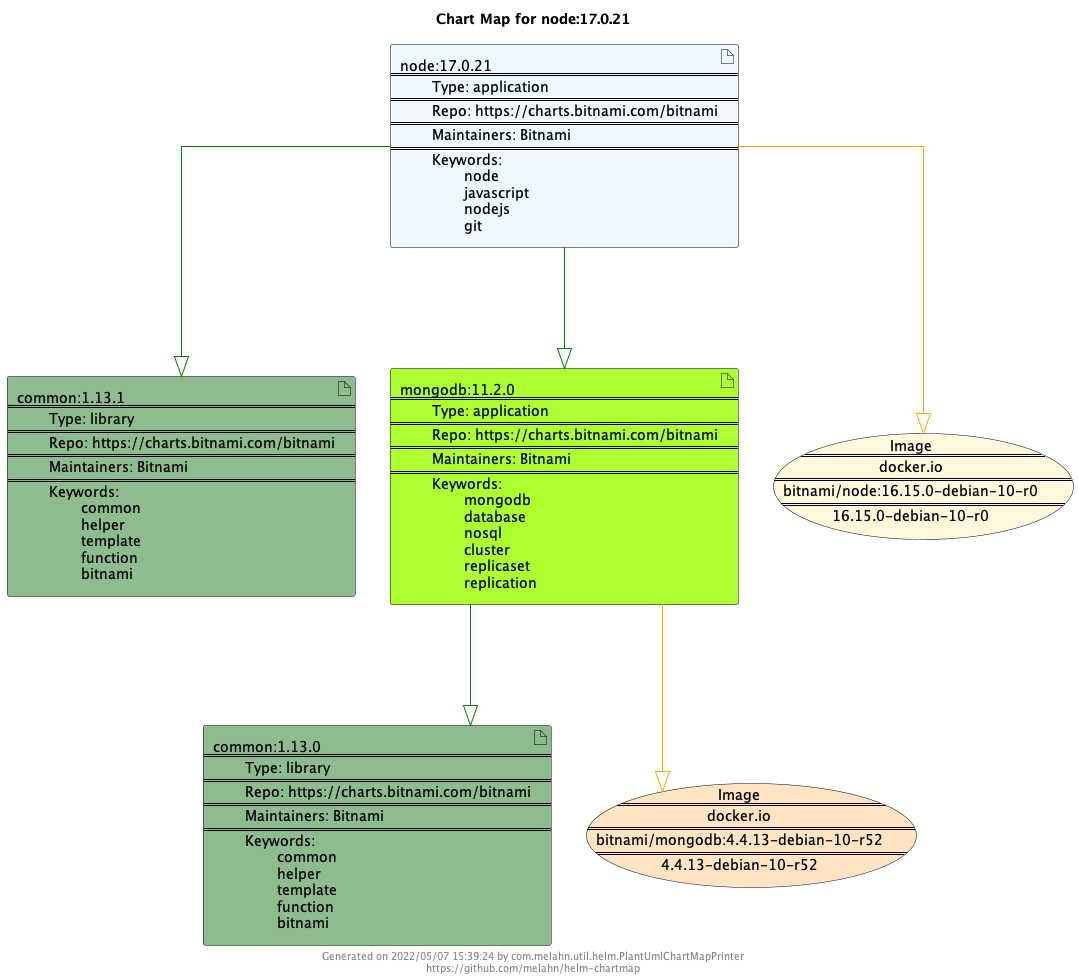 Chart Map for node:17.0.21
node:17.0.21
Type: application
Repo: https://charts.bitnami.com/bitnami
Maintainers: Bitnami
Keywords:
node
javascript
nodejs
git
common:1.13.1
Type: library
Repo: https://charts.bitnami.com/bitnami
Maintainers: Bitnami
Keywords:
common
helper
template
function
bitnami
mongodb:11.2.0
Type: application
Repo: https://charts.bitnami.com/bitnami
Maintainers: Bitnami
Keywords:
mongodb
database
nosql
cluster
replicaset
replication
Image
docker.io
bitnami/node:16.15.0-debian-10-r0
16.15.0-debian-10-r0
common:1.13.0
Type: library
Repo: https://charts.bitnami.com/bitnami
Maintainers: Bitnami
Keywords:
common
helper
template
function
bitnami
Image
docker.io
bitnami/mongodb:4.4.13-debian-10-r52
4.4.13-debian-10-r52
Generated on 2022/05/07 15:39:24 by com.melahn.util.helm.PlantUmlChartMapPrinter
https://github.com/melahn/helm-chartmap